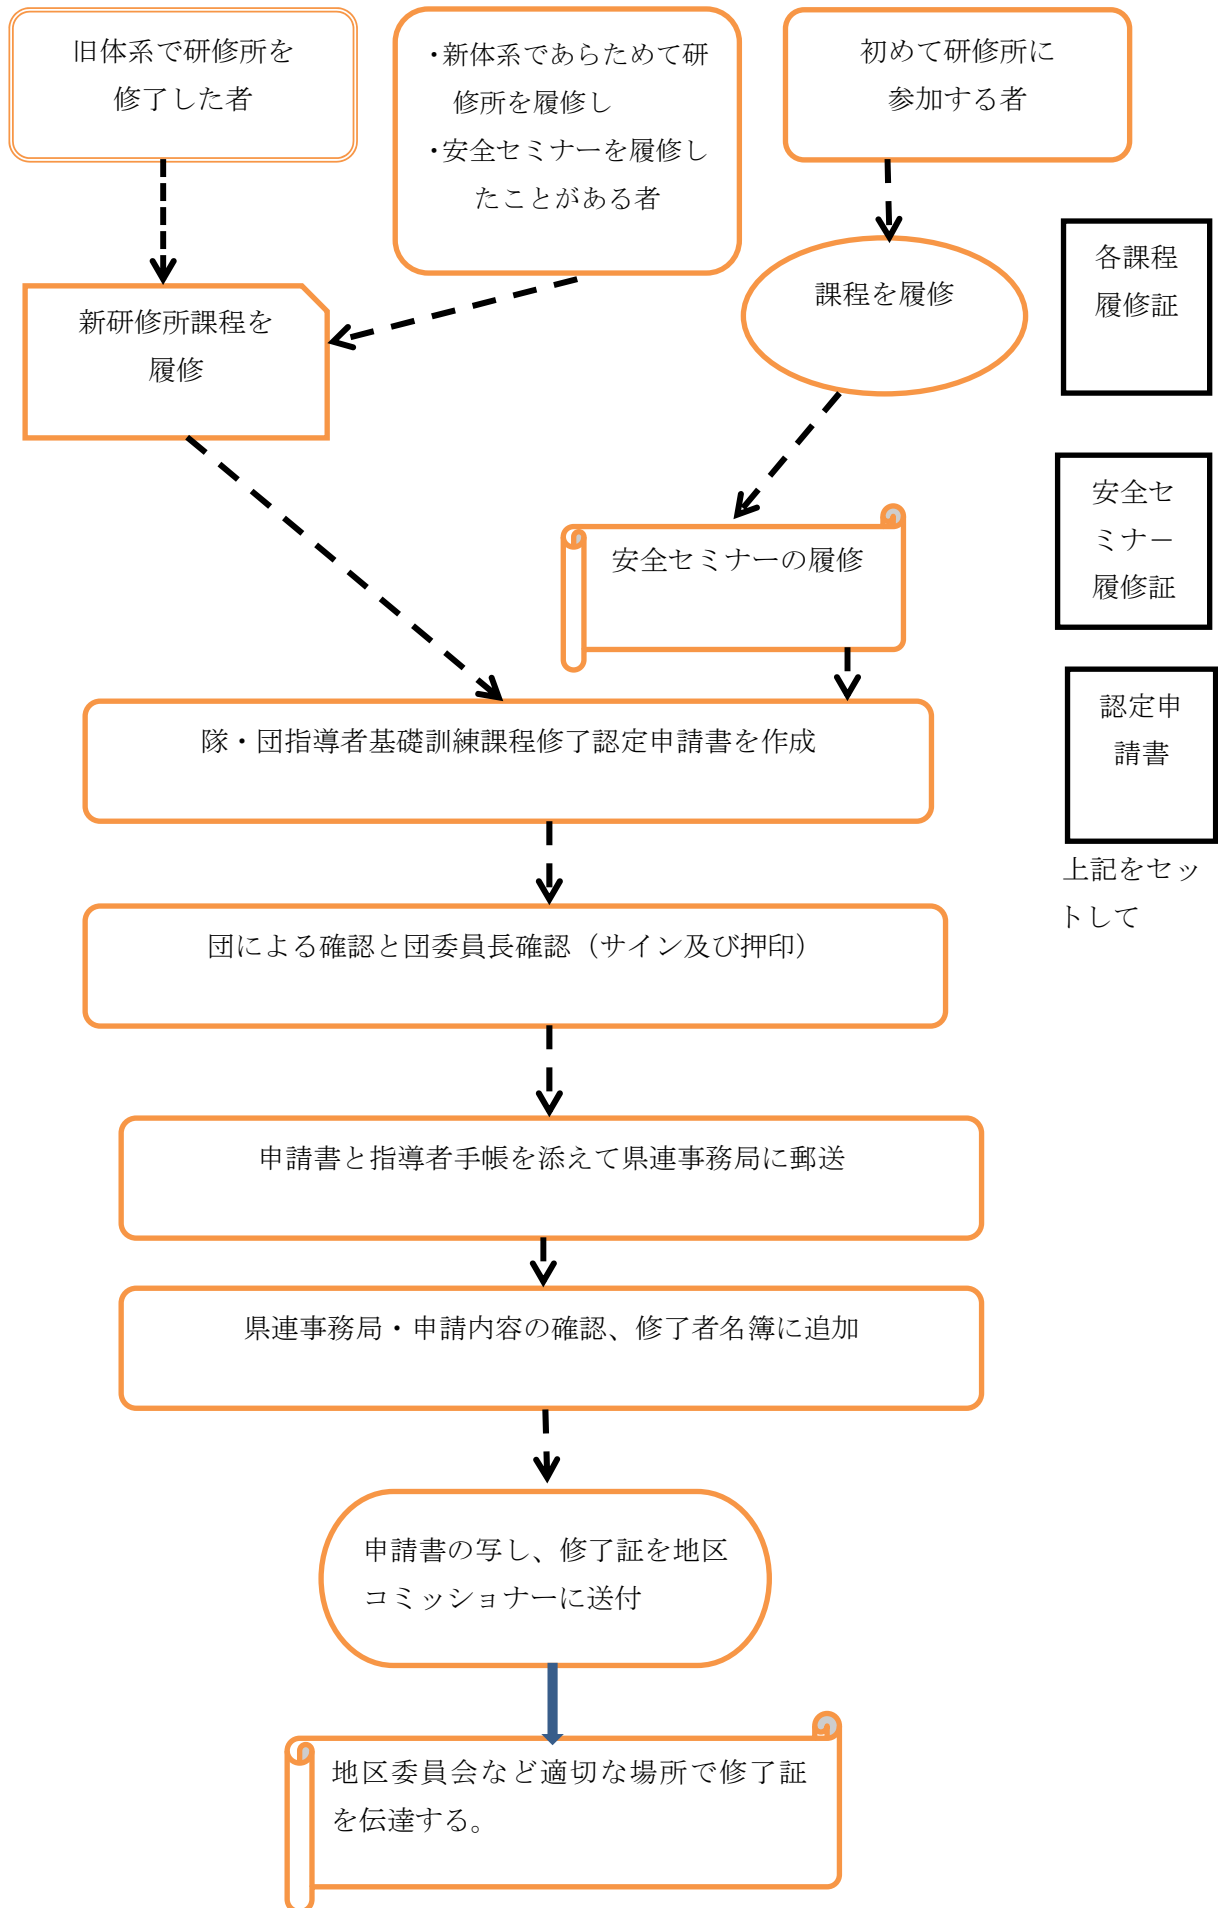 旧体系で研修所を
修了した者
・新体系であらためて研
修所を履修し
・安全セミナーを履修し
たことがある者
初めて研修所に
参加する者
新研修所課程を
履修
課程を履修
各課程
履修証
安全セミナーの履修
安全セ
ミナー
履修証
隊・団指導者基礎訓練課程修了認定申請書を作成
認定申
請書
上記をセッ
トして
団による確認と団委員長確認（サイン及び押印）
申請書と指導者手帳を添えて県連事務局に郵送
県連事務局・申請内容の確認、修了者名簿に追加
申請書の写し、修了証を地区
コミッショナーに送付
地区委員会など適切な場所で修了証
を伝達する。